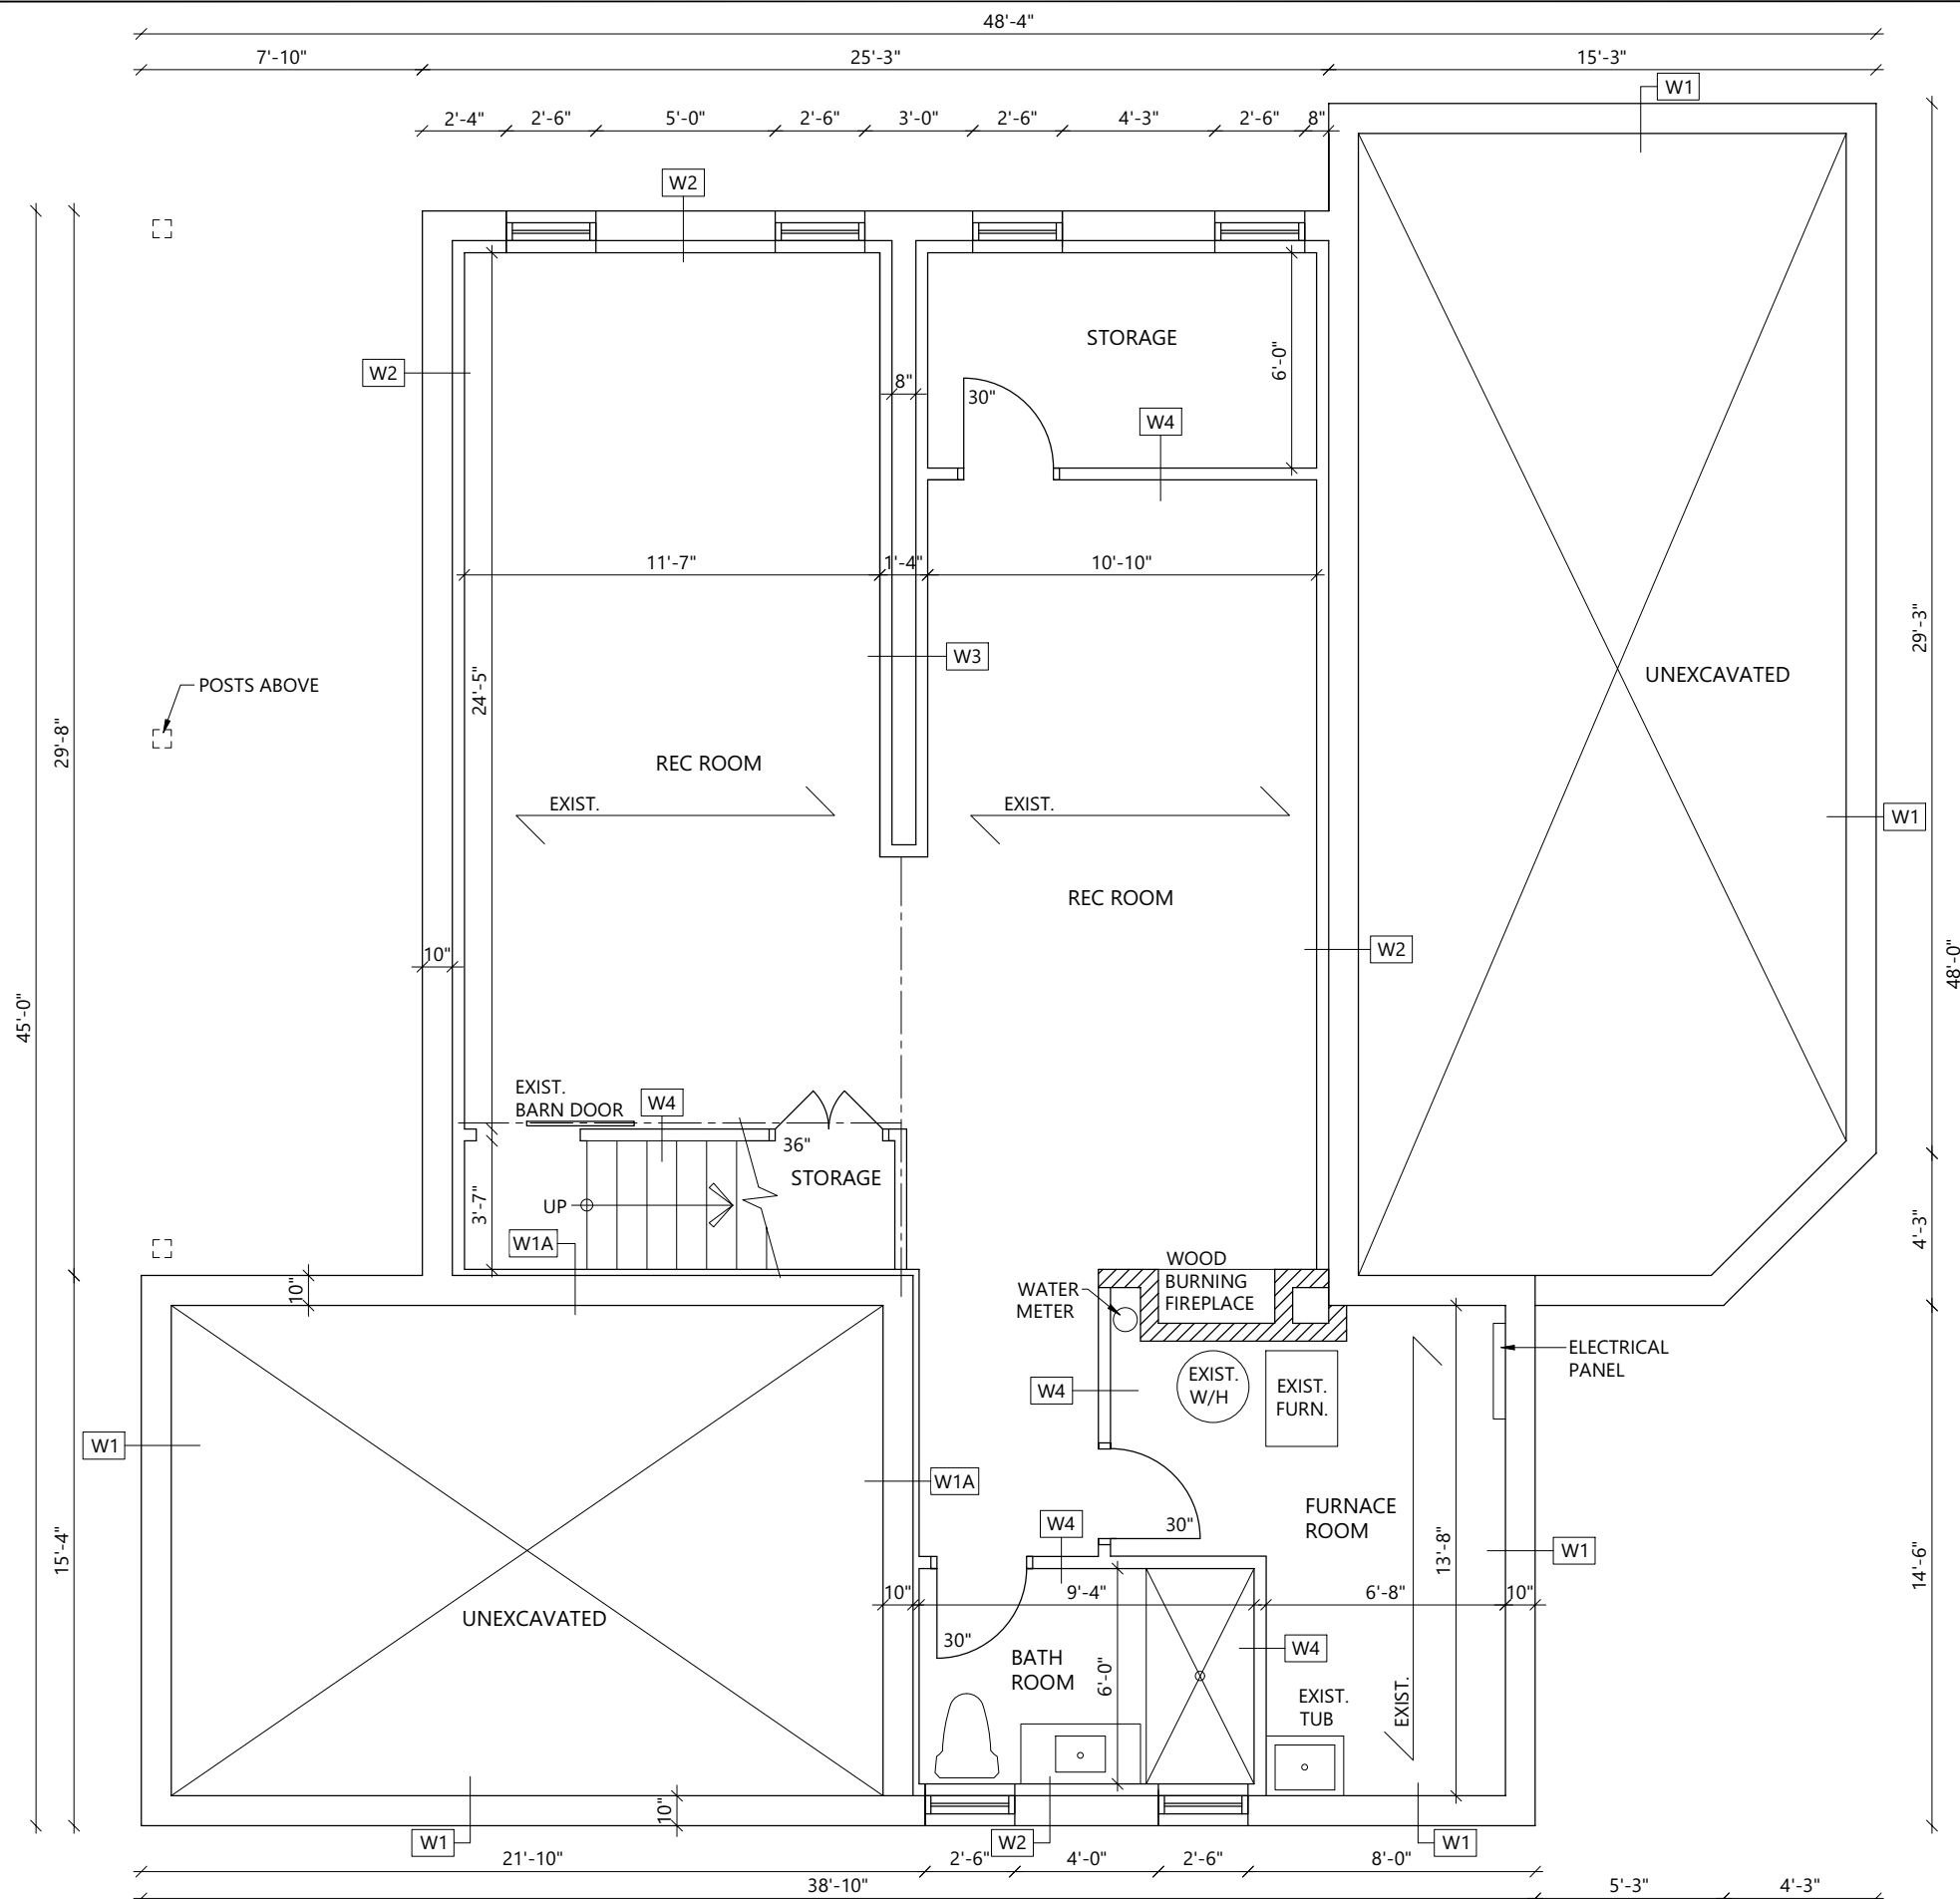 48'-4"
7'-10" 25'-3" 15'-3"
W1
2'-4" 2'-6" 5'-0" 2'-6" 3'-0" 2'-6" 4'-3" 2'-6" 8"
W2
STORAGE
6'-0"
W2
8"
30"
W4
11'-7" 1'-4" 10'-10"
29'-3"
W3
UNEXCAVATED
24'-5"
POSTS ABOVE
29'-8"
REC ROOM
EXIST.
EXIST.
W1
REC ROOM
W2
10"
48'-0"
45'-0"
EXIST.
BARN DOOR
W4
36"
STORAGE
UP
3'-7"
4'-3"
W1A
WOOD
BURNING
FIREPLACE
10"
WATER
METER
ELECTRICAL
PANEL
EXIST.
W/H
EXIST.
FURN.
W4
W1
W1A
FURNACE
ROOM
W4
30"
13'-8"
W1
15'-4"
14'-6"
10" 9'-4" 6'-8" 10"
UNEXCAVATED
30"
BATH
ROOM
W4
6'-0"
EXIST.
TUB
EXIST.
10"
W1
W2
W1
21'-10" 2'-6" 4'-0" 2'-6" 8'-0"
38'-10" 5'-3" 4'-3"